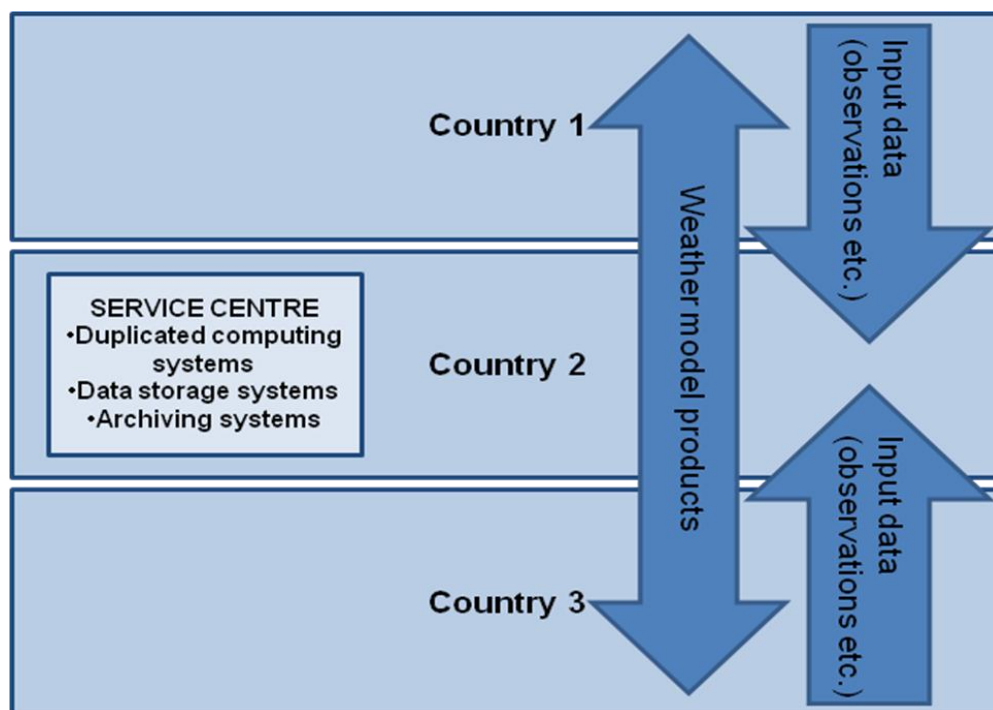 Country 1
Input data
(observations etc.)
Weather model products
SERVICE CENTRE
•Duplicated computing
systems
•Data storage systems
•Archiving systems
Country 2
Input data
(observations etc.)
Country 3